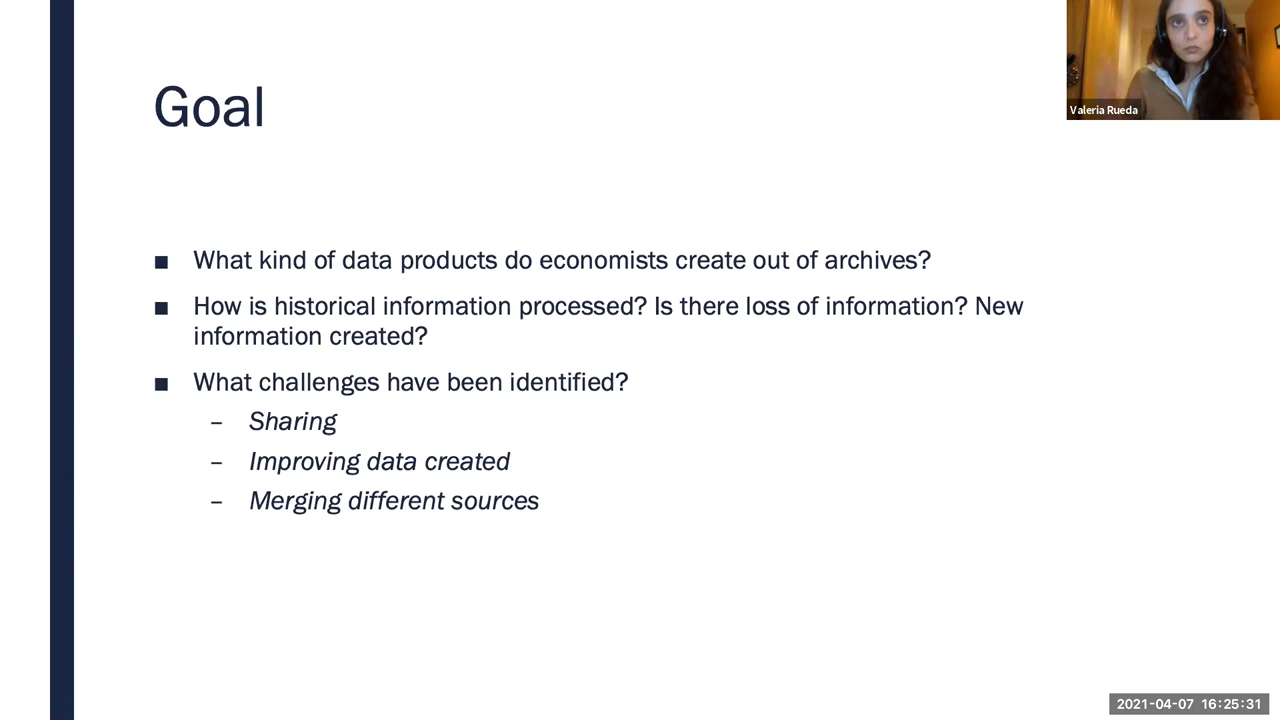 Goal
Valeria Rueda
■ What kind of data products do economists create out of archives?
■ How is historical information processed? Is there loss of information? New
information created?
■ What challenges have been identified?
– Sharing
– Improving data created
– Merging different sources
2021-04-07 16:25:31